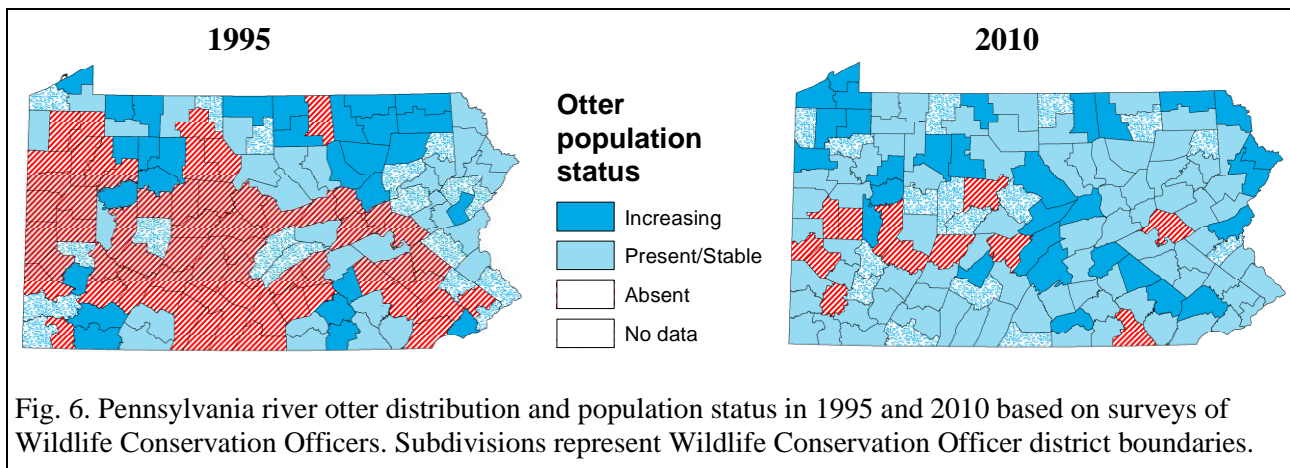 1995
2010
Otter
population
status
Increasing
Present/Stable
Absent
No data
Fig. 6. Pennsylvania river otter distribution and population status in 1995 and 2010 based on surveys of
Wildlife Conservation Officers. Subdivisions represent Wildlife Conservation Officer district boundaries.